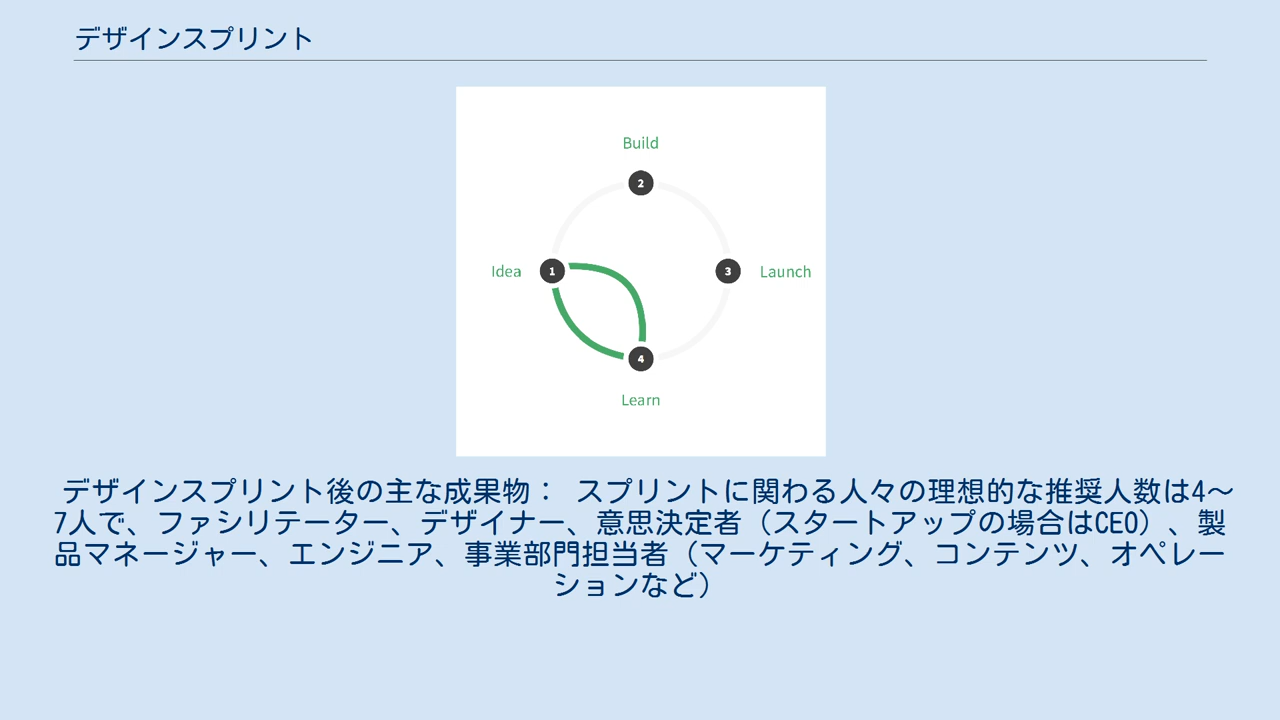 デザインスプリント
Build
2
Idea
1
3
Launch
4
Learn
デザインスプリント後の主な成果物： スプリントに関わる人々の理想的な推奨人数は4～
7人で、ファシリテーター、デザイナー、意思決定者（スタートアップの場合はCEO）、製
品マネージャー、エンジニア、事業部門担当者（マーケティング、コンテンツ、オペレー
ションなど）